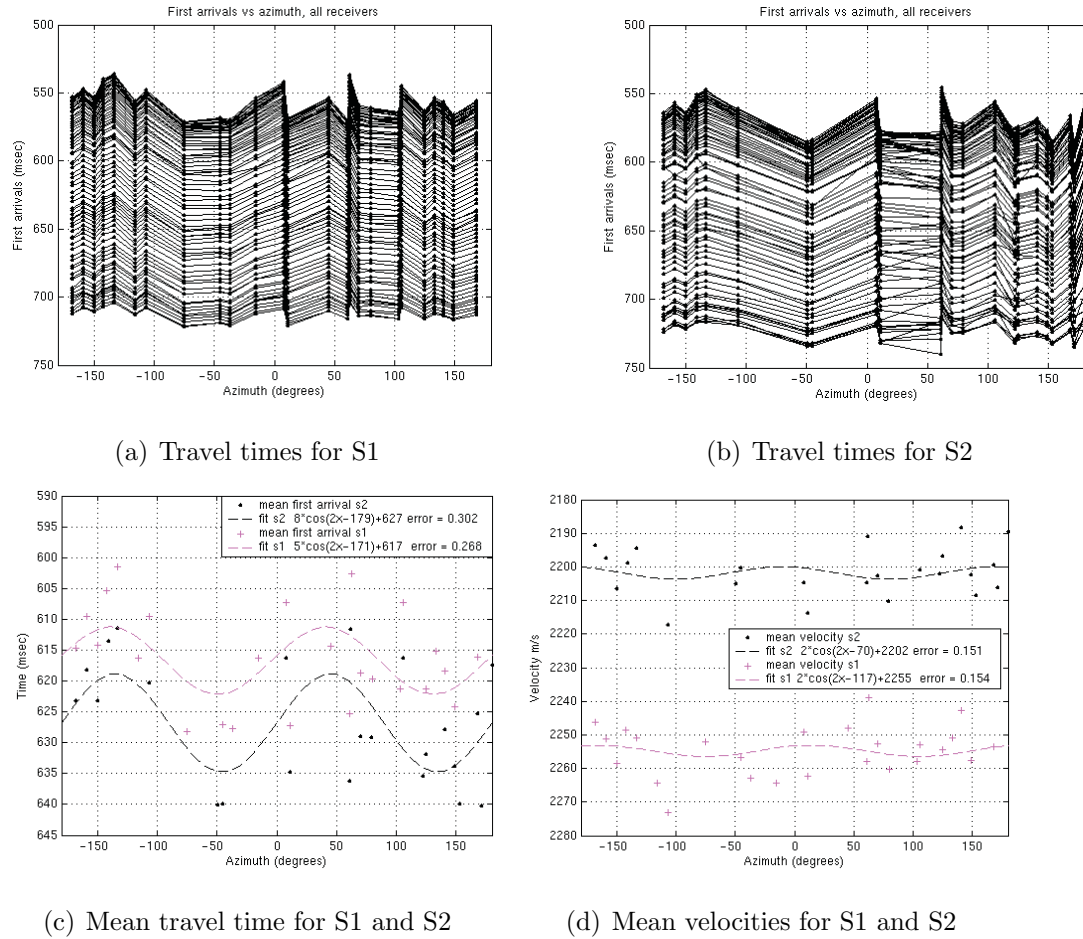 First arrivals vs azimuth, all receivers
500
550
600
650
700
750
First arrivals (msec)
−150 −100 −50 0 50 100 150
Azimuth (degrees)
(a) Travel times for S1
First arrivals vs azimuth, all receivers
500
550
600
650
700
750
First arrivals (msec)
−150 −100 −50 0 50 100 150
Azimuth (degrees)
(b) Travel times for S2
590
595
600
605
610
615
620
625
630
635
640
645
Time (msec)
mean first arrival s2
fit s2 8*cos(2x−179)+627 error = 0.302
mean first arrival s1
fit s1 5*cos(2x−171)+617 error = 0.268
−150 −100 −50 0 50 100 150
Azimuth (degrees)
(c) Mean travel time for S1 and S2
2180
2190
2200
2210
2220
2230
2240
2250
2260
2270
2280
Velocity m/s
mean velocity s2
fit s2 2*cos(2x−70)+2202 error = 0.151
mean velocity s1
fit s1 2*cos(2x−117)+2255 error = 0.154
−150 −100 −50 0 50 100 150
Azimuth (degrees)
(d) Mean velocities for S1 and S2